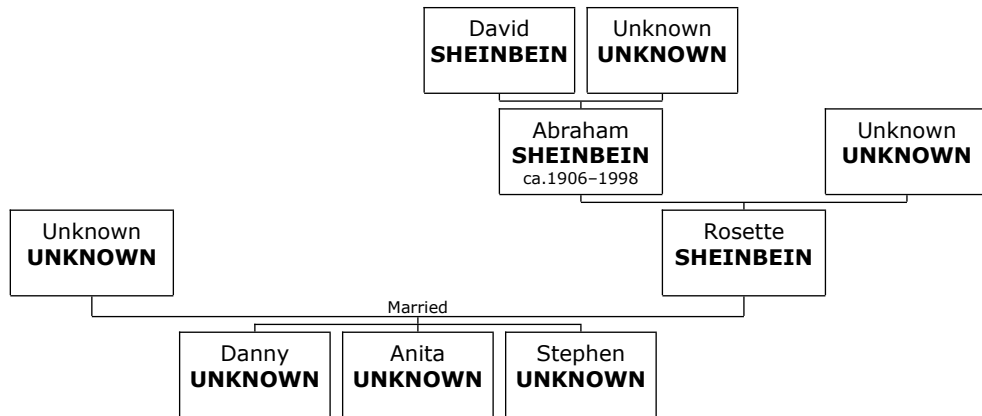 David
SHEINBEIN
Unknown
UNKNOWN
Abraham
SHEINBEIN
ca.1906–1998
Unknown
UNKNOWN
Unknown
UNKNOWN
Rosette
SHEINBEIN
Married
Danny
UNKNOWN
Anita
UNKNOWN
Stephen
UNKNOWN